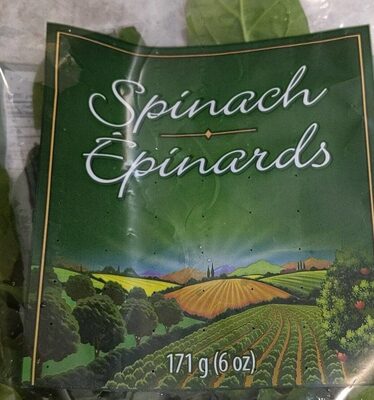 Spinach
Épinards
171 g (6 oz)